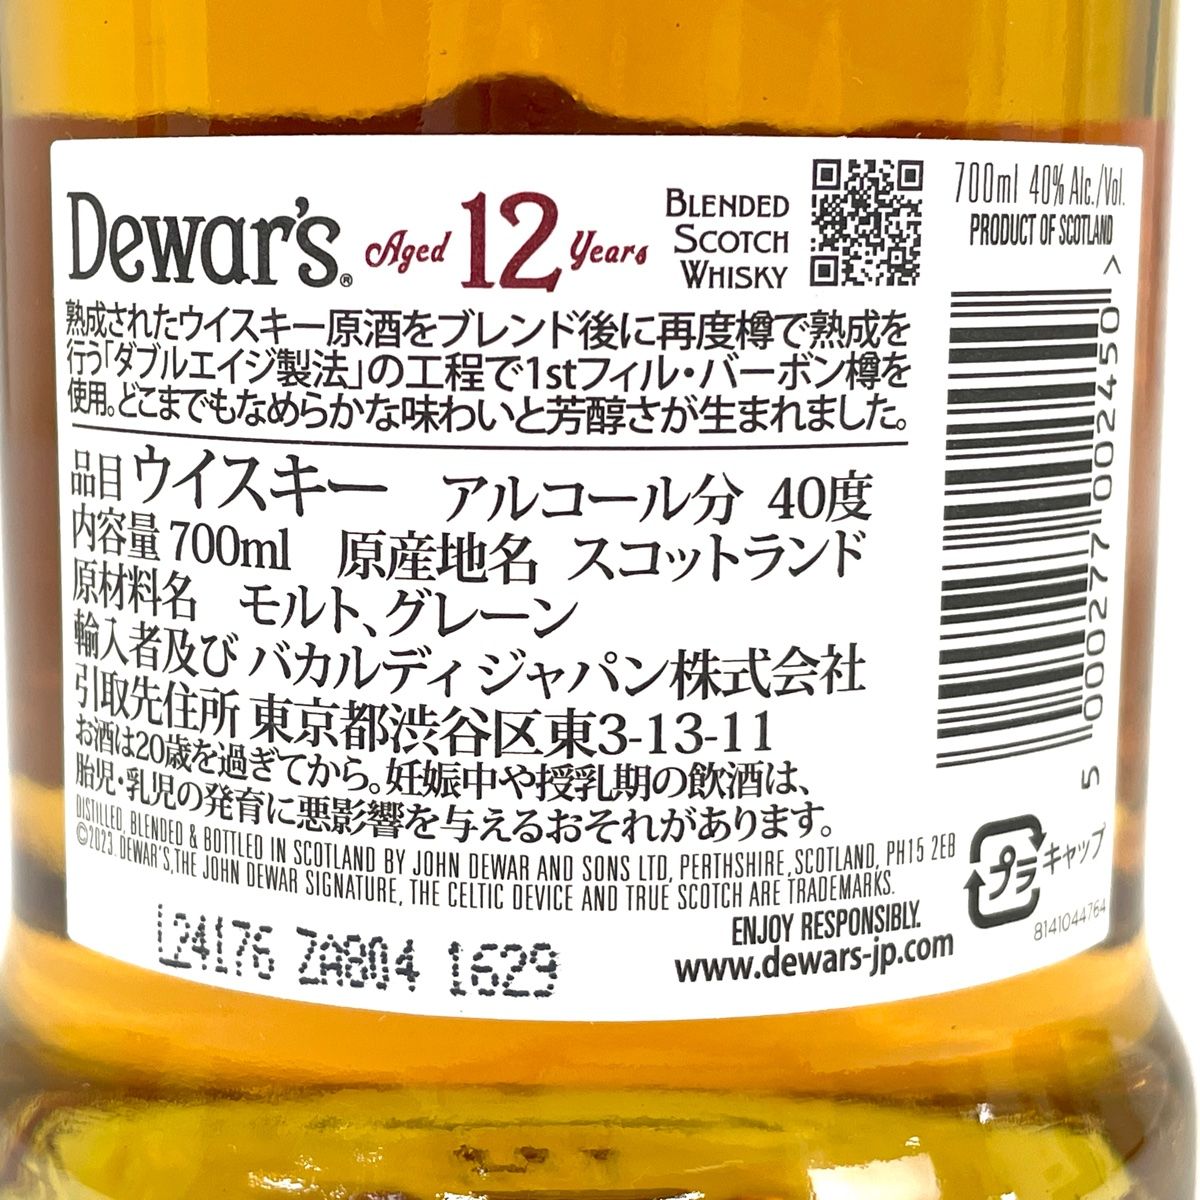 Dewar's® Aged 12 Years
BLENDED
SCOTCH
WHISKY
700ml 40% Alc./Vol.
PRODUCT OF SCOTLAND
熟成されたウイスキー原酒をブレンド後に再度樽で熟成を
行う「ダブルエイジ製法」の工程で1stフィル・バーボン樽を
使用。どこまでもなめらかな味わいと芳醇さが生まれました。
品目 ウイスキー アルコール分 40度
内容量 700ml 原産地名 スコットランド
原材料名 モルト、グレーン
輸入者及び バカルディ ジャパン株式会社
引取先住所 東京都渋谷区東3-13-11
お酒は20歳を過ぎてから。妊娠中や授乳期の飲酒は、
胎児・乳児の発育に悪影響を与えるおそれがあります。
DISTILLED, BLENDED & BOTTLED IN SCOTLAND BY JOHN DEWAR AND SONS LTD, PERTHSHIRE, SCOTLAND, PH15 2EB
©2023. DEWAR'S, THE JOHN DEWAR SIGNATURE, THE CELTIC DEVICE AND TRUE SCOTCH ARE TRADEMARKS.
ENJOY RESPONSIBLY.
www.dewars-jp.com
L24176 ZA804 1629
5 000277 002450 >
プラ キャップ
8141044764